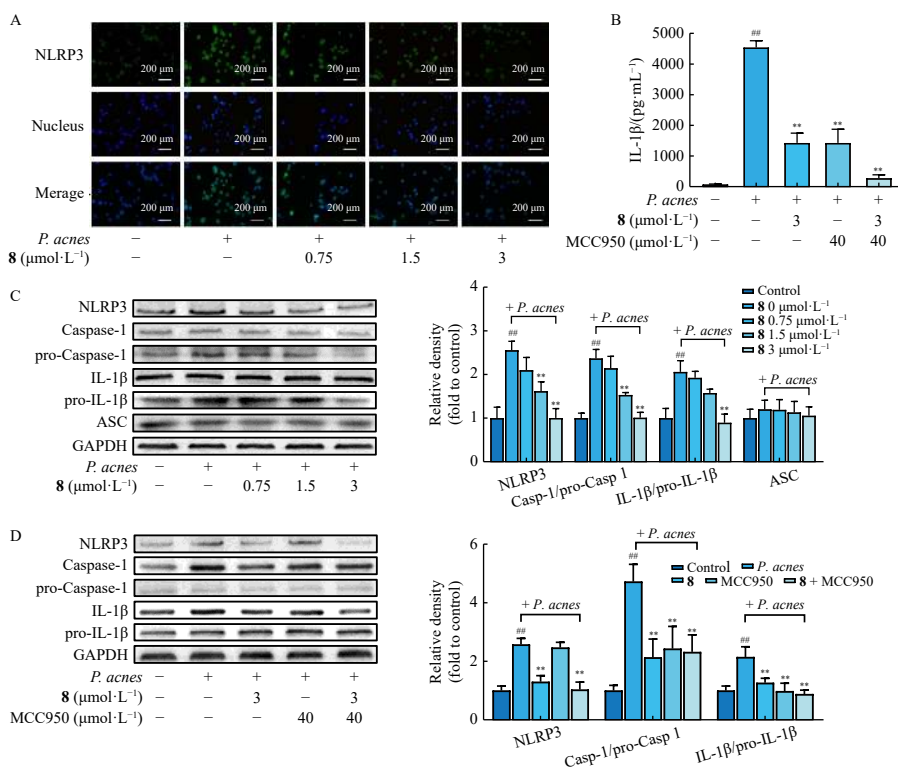 A
NLRP3
200 μm 200 μm 200 μm 200 μm 200 μm
Nucleus
200 μm 200 μm 200 μm 200 μm 200 μm
Merage
200 μm 200 μm 200 μm 200 μm 200 μm
P. acnes − + + + +
8 (μmol·L⁻¹) − − 0.75 1.5 3
B
IL-1β/(pg·mL⁻¹)
5000
4000
3000
2000
1000
0
##
**
**
**
P. acnes − + + + +
8 (μmol·L⁻¹) − − 3 − 3
MCC950 (μmol·L⁻¹) − − − 40 40
C
NLRP3
Caspase-1
pro-Caspase-1
IL-1β
pro-IL-1β
ASC
GAPDH
P. acnes − + + + +
8 (μmol·L⁻¹) − − 0.75 1.5 3
Relative density
(fold to control)
4
3
2
1
0
Control
8 0 μmol·L⁻¹
8 0.75 μmol·L⁻¹
8 1.5 μmol·L⁻¹
8 3 μmol·L⁻¹
+ P. acnes
+ P. acnes
+ P. acnes
+ P. acnes
## ** **
## ** **
## **
NLRP3
Casp-1/pro-Casp 1
IL-1β/pro-IL-1β
ASC
D
NLRP3
Caspase-1
pro-Caspase-1
IL-1β
pro-IL-1β
GAPDH
P. acnes − + + + +
8 (μmol·L⁻¹) − − 3 − 3
MCC950 (μmol·L⁻¹) − − − 40 40
Relative density
(fold to control)
6
4
2
0
+ P. acnes
Control P. acnes
8 MCC950 8 + MCC950
+ P. acnes
+ P. acnes
## ** **
## ** ** **
## ** ** **
NLRP3
Casp-1/pro-Casp 1
IL-1β/pro-IL-1β